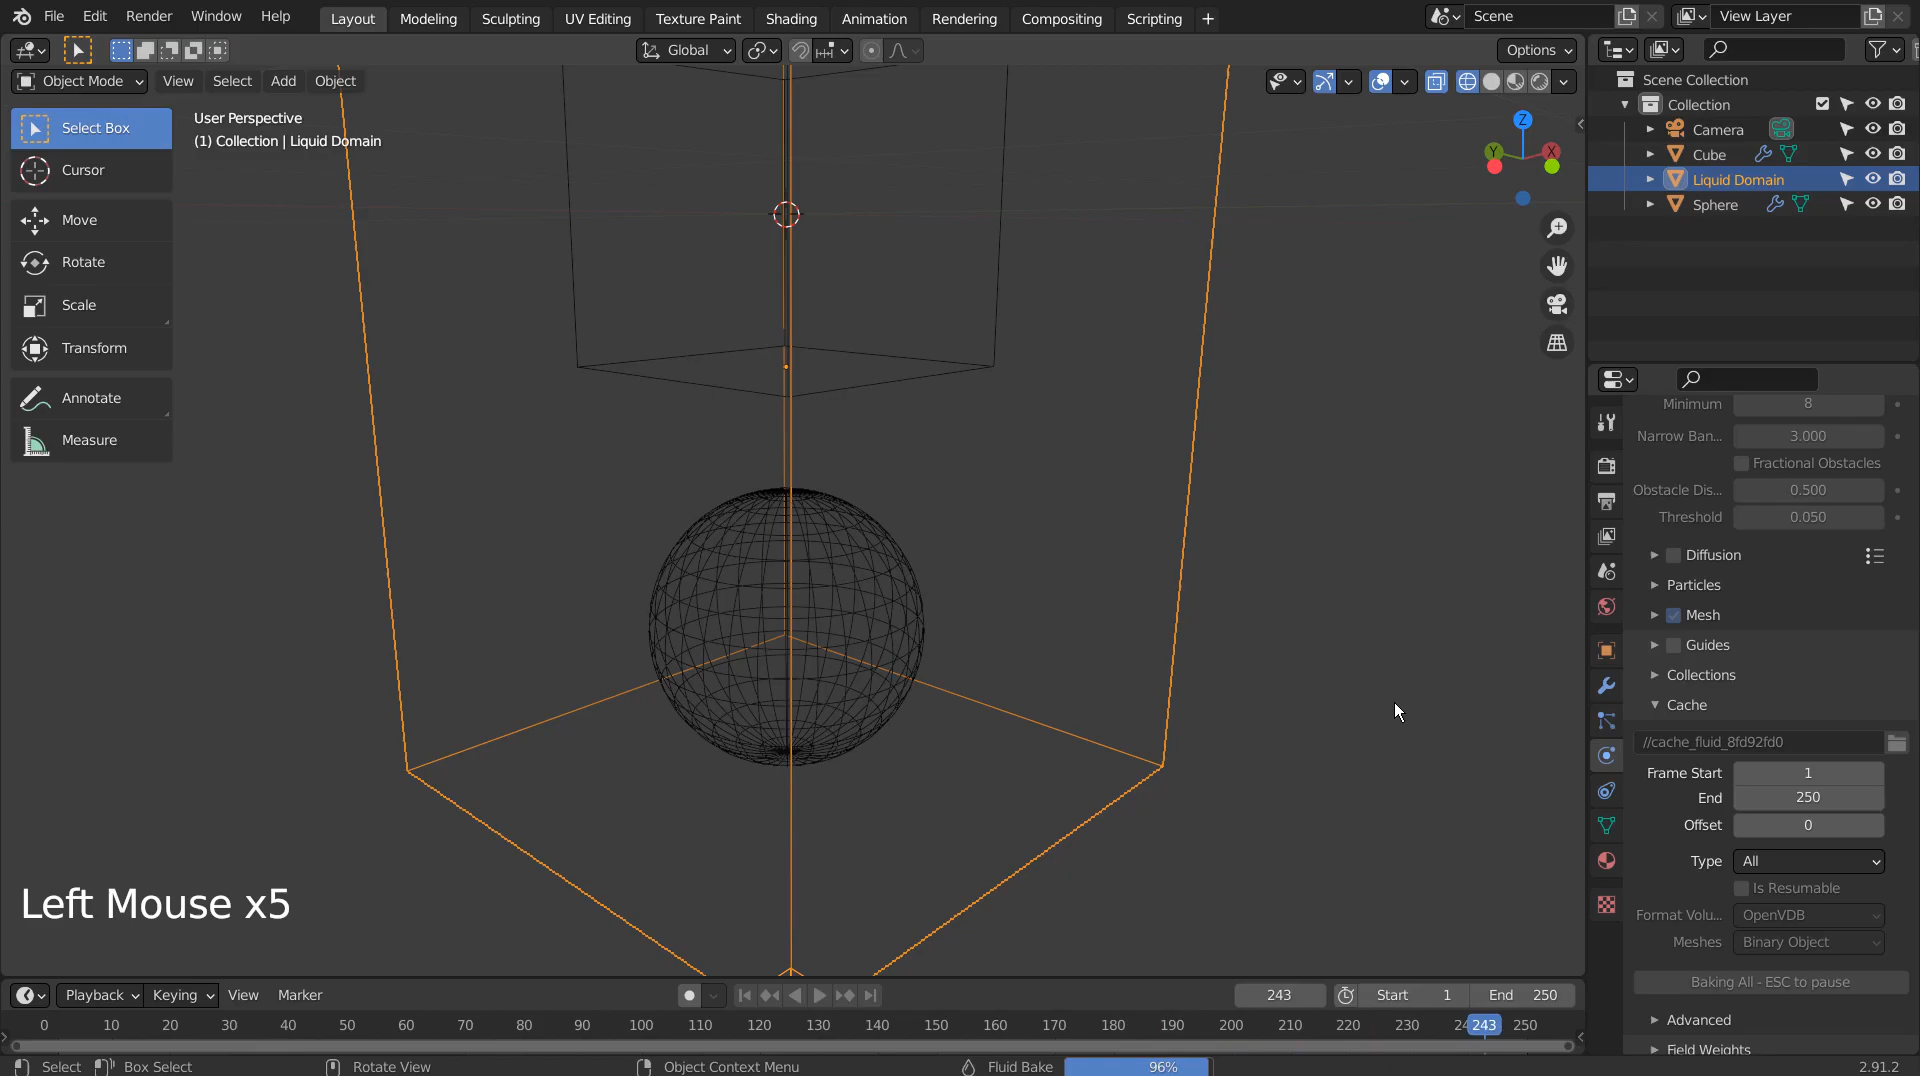 File Edit Render Window Help
Layout Modeling Sculpting UV Editing Texture Paint Shading Animation Rendering Compositing Scripting +
Scene
View Layer
Global
Options
Object Mode View Select Add Object
Select Box
Cursor
Move
Rotate
Scale
Transform
Annotate
Measure
User Perspective
(1) Collection | Liquid Domain
Z
Y
X
Left Mouse x5
Scene Collection
Collection
Camera
Cube
Liquid Domain
Sphere
Minimum 8
Narrow Ban... 3.000
Fractional Obstacles
Obstacle Dis... 0.500
Threshold 0.050
Diffusion
Particles
Mesh
Guides
Collections
Cache
//cache_fluid_8fd92fd0
Frame Start 1
End 250
Offset 0
Type All
Is Resumable
Format Volu... OpenVDB
Meshes Binary Object
Baking All - ESC to pause
Advanced
Field Weights
Playback Keying View Marker
243 Start 1 End 250
0 10 20 30 40 50 60 70 80 90 100 110 120 130 140 150 160 170 180 190 200 210 220 230 24 243 250
Select Box Select Rotate View Object Context Menu Fluid Bake 96% 2.91.2